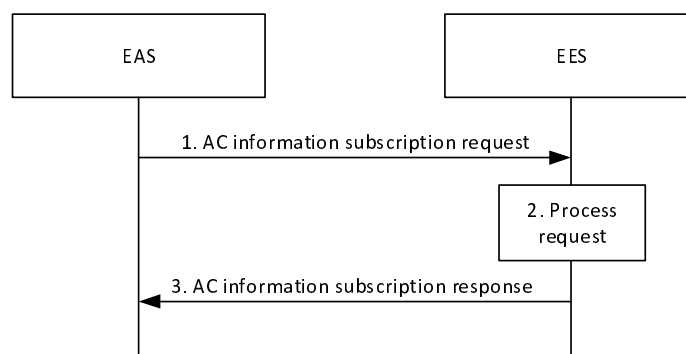 EAS
EES
1. AC information subscription request
2. Process
request
3. AC information subscription response